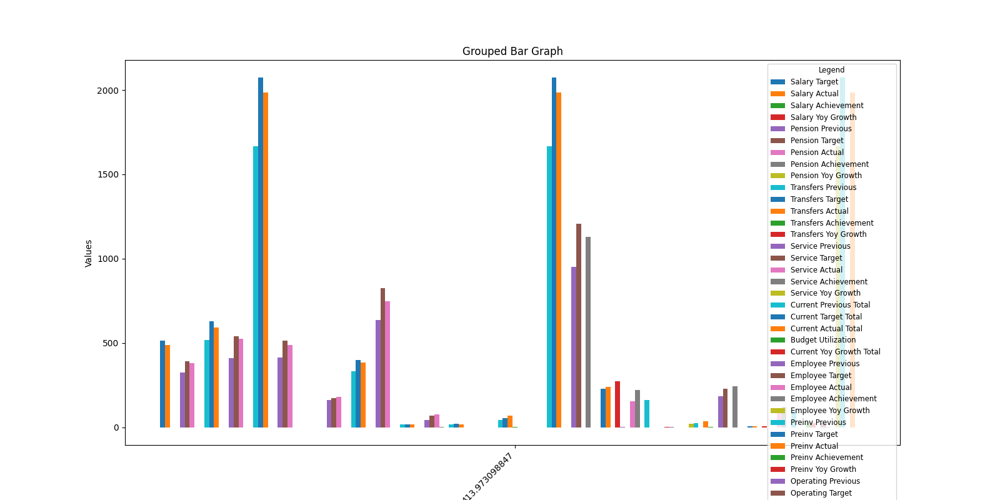 Grouped Bar Graph
Values
2000
1500
1000
500
0
Legend
Salary Target
Salary Actual
Salary Achievement
Salary Yoy Growth
Pension Previous
Pension Target
Pension Actual
Pension Achievement
Pension Yoy Growth
Transfers Previous
Transfers Target
Transfers Actual
Transfers Achievement
Transfers Yoy Growth
Service Previous
Service Target
Service Actual
Service Achievement
Service Yoy Growth
Current Previous Total
Current Target Total
Current Actual Total
Budget Utilization
Current Yoy Growth Total
Employee Previous
Employee Target
Employee Actual
Employee Achievement
Employee Yoy Growth
Preinv Previous
Preinv Target
Preinv Actual
Preinv Achievement
Preinv Yoy Growth
Operating Previous
Operating Target
413.973098847